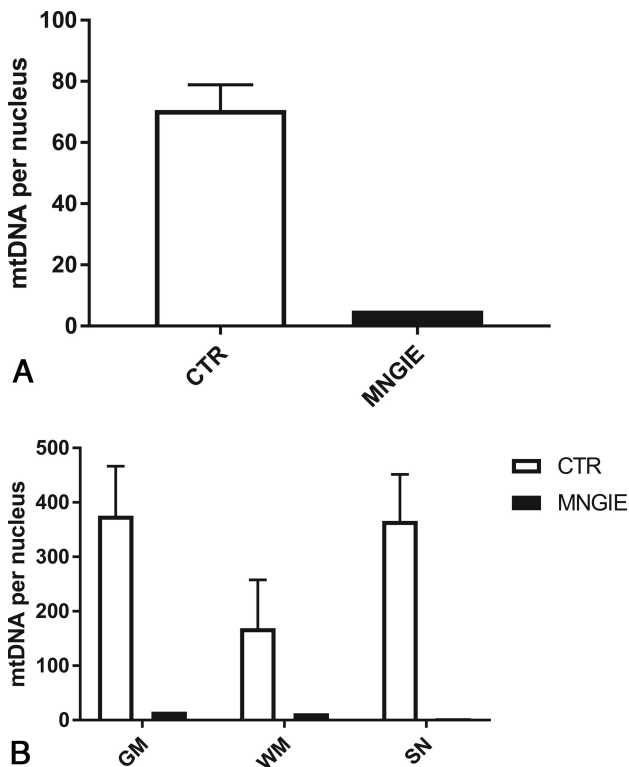 mtDNA per nucleus
100
80
60
40
20
0
CTR
MNGIE
A
mtDNA per nucleus
500
400
300
200
100
0
GM
WM
SN
CTR
MNGIE
B